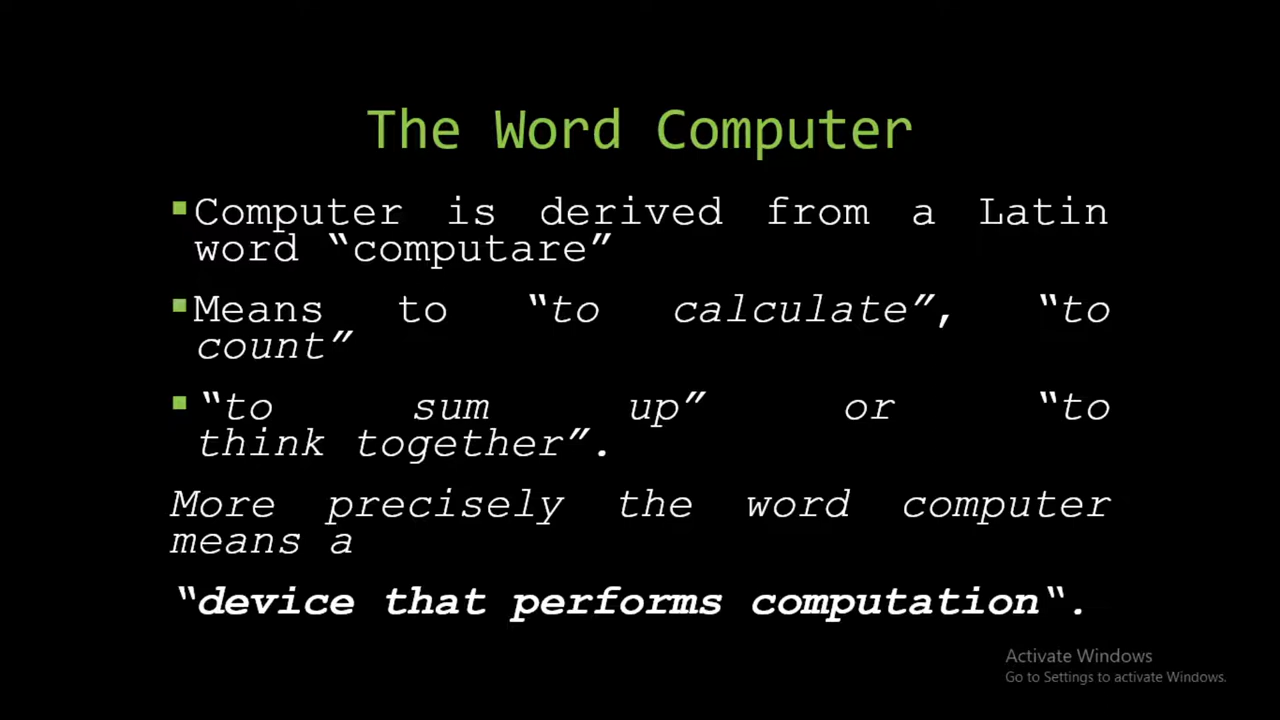 The Word Computer
▪Computer is derived from a Latin
word “computare”
▪Means to “to calculate”, “to
count”
▪“to sum up” or “to
think together”.
More precisely the word computer
means a
“device that performs computation“.
Activate Windows
Go to Settings to activate Windows.